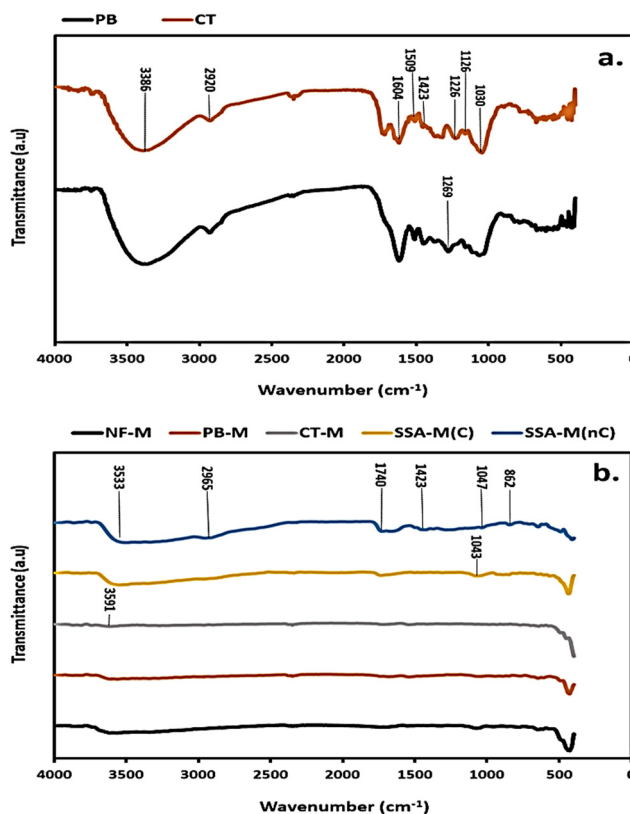 PB CT
a.
3386
2920
1604
1509
1423
1226
1126
1030
1269
Transmittance (a.u)
4000 3500 3000 2500 2000 1500 1000 500 0
Wavenumber (cm⁻¹)
NF-M PB-M CT-M SSA-M(C) SSA-M(nC)
b.
3533
2965
1740
1423
1047
862
1043
3591
Transmittance (a.u)
4000 3500 3000 2500 2000 1500 1000 500 0
Wavenumber (cm⁻¹)